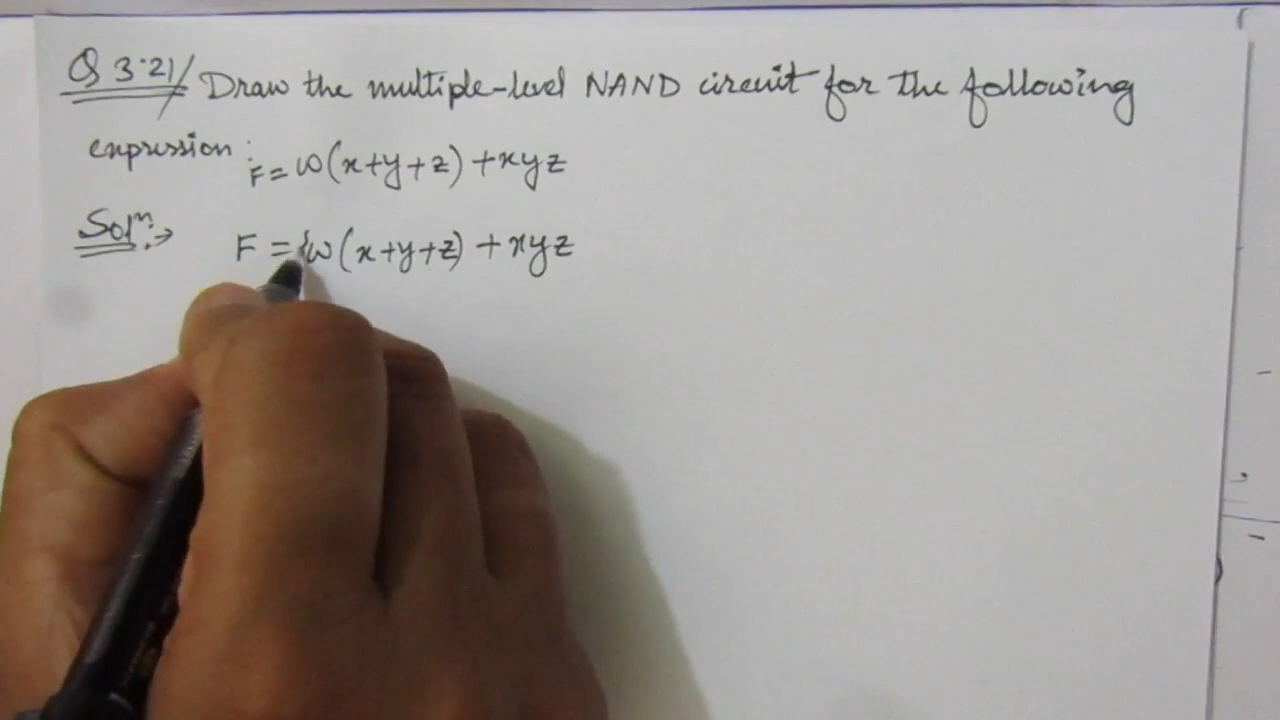 Q 3.21/ Draw the multiple-level NAND circuit for the following
expression: F = w(x+y+z) + xyz
Solⁿ:→ F = {w(x+y+z) + xyz